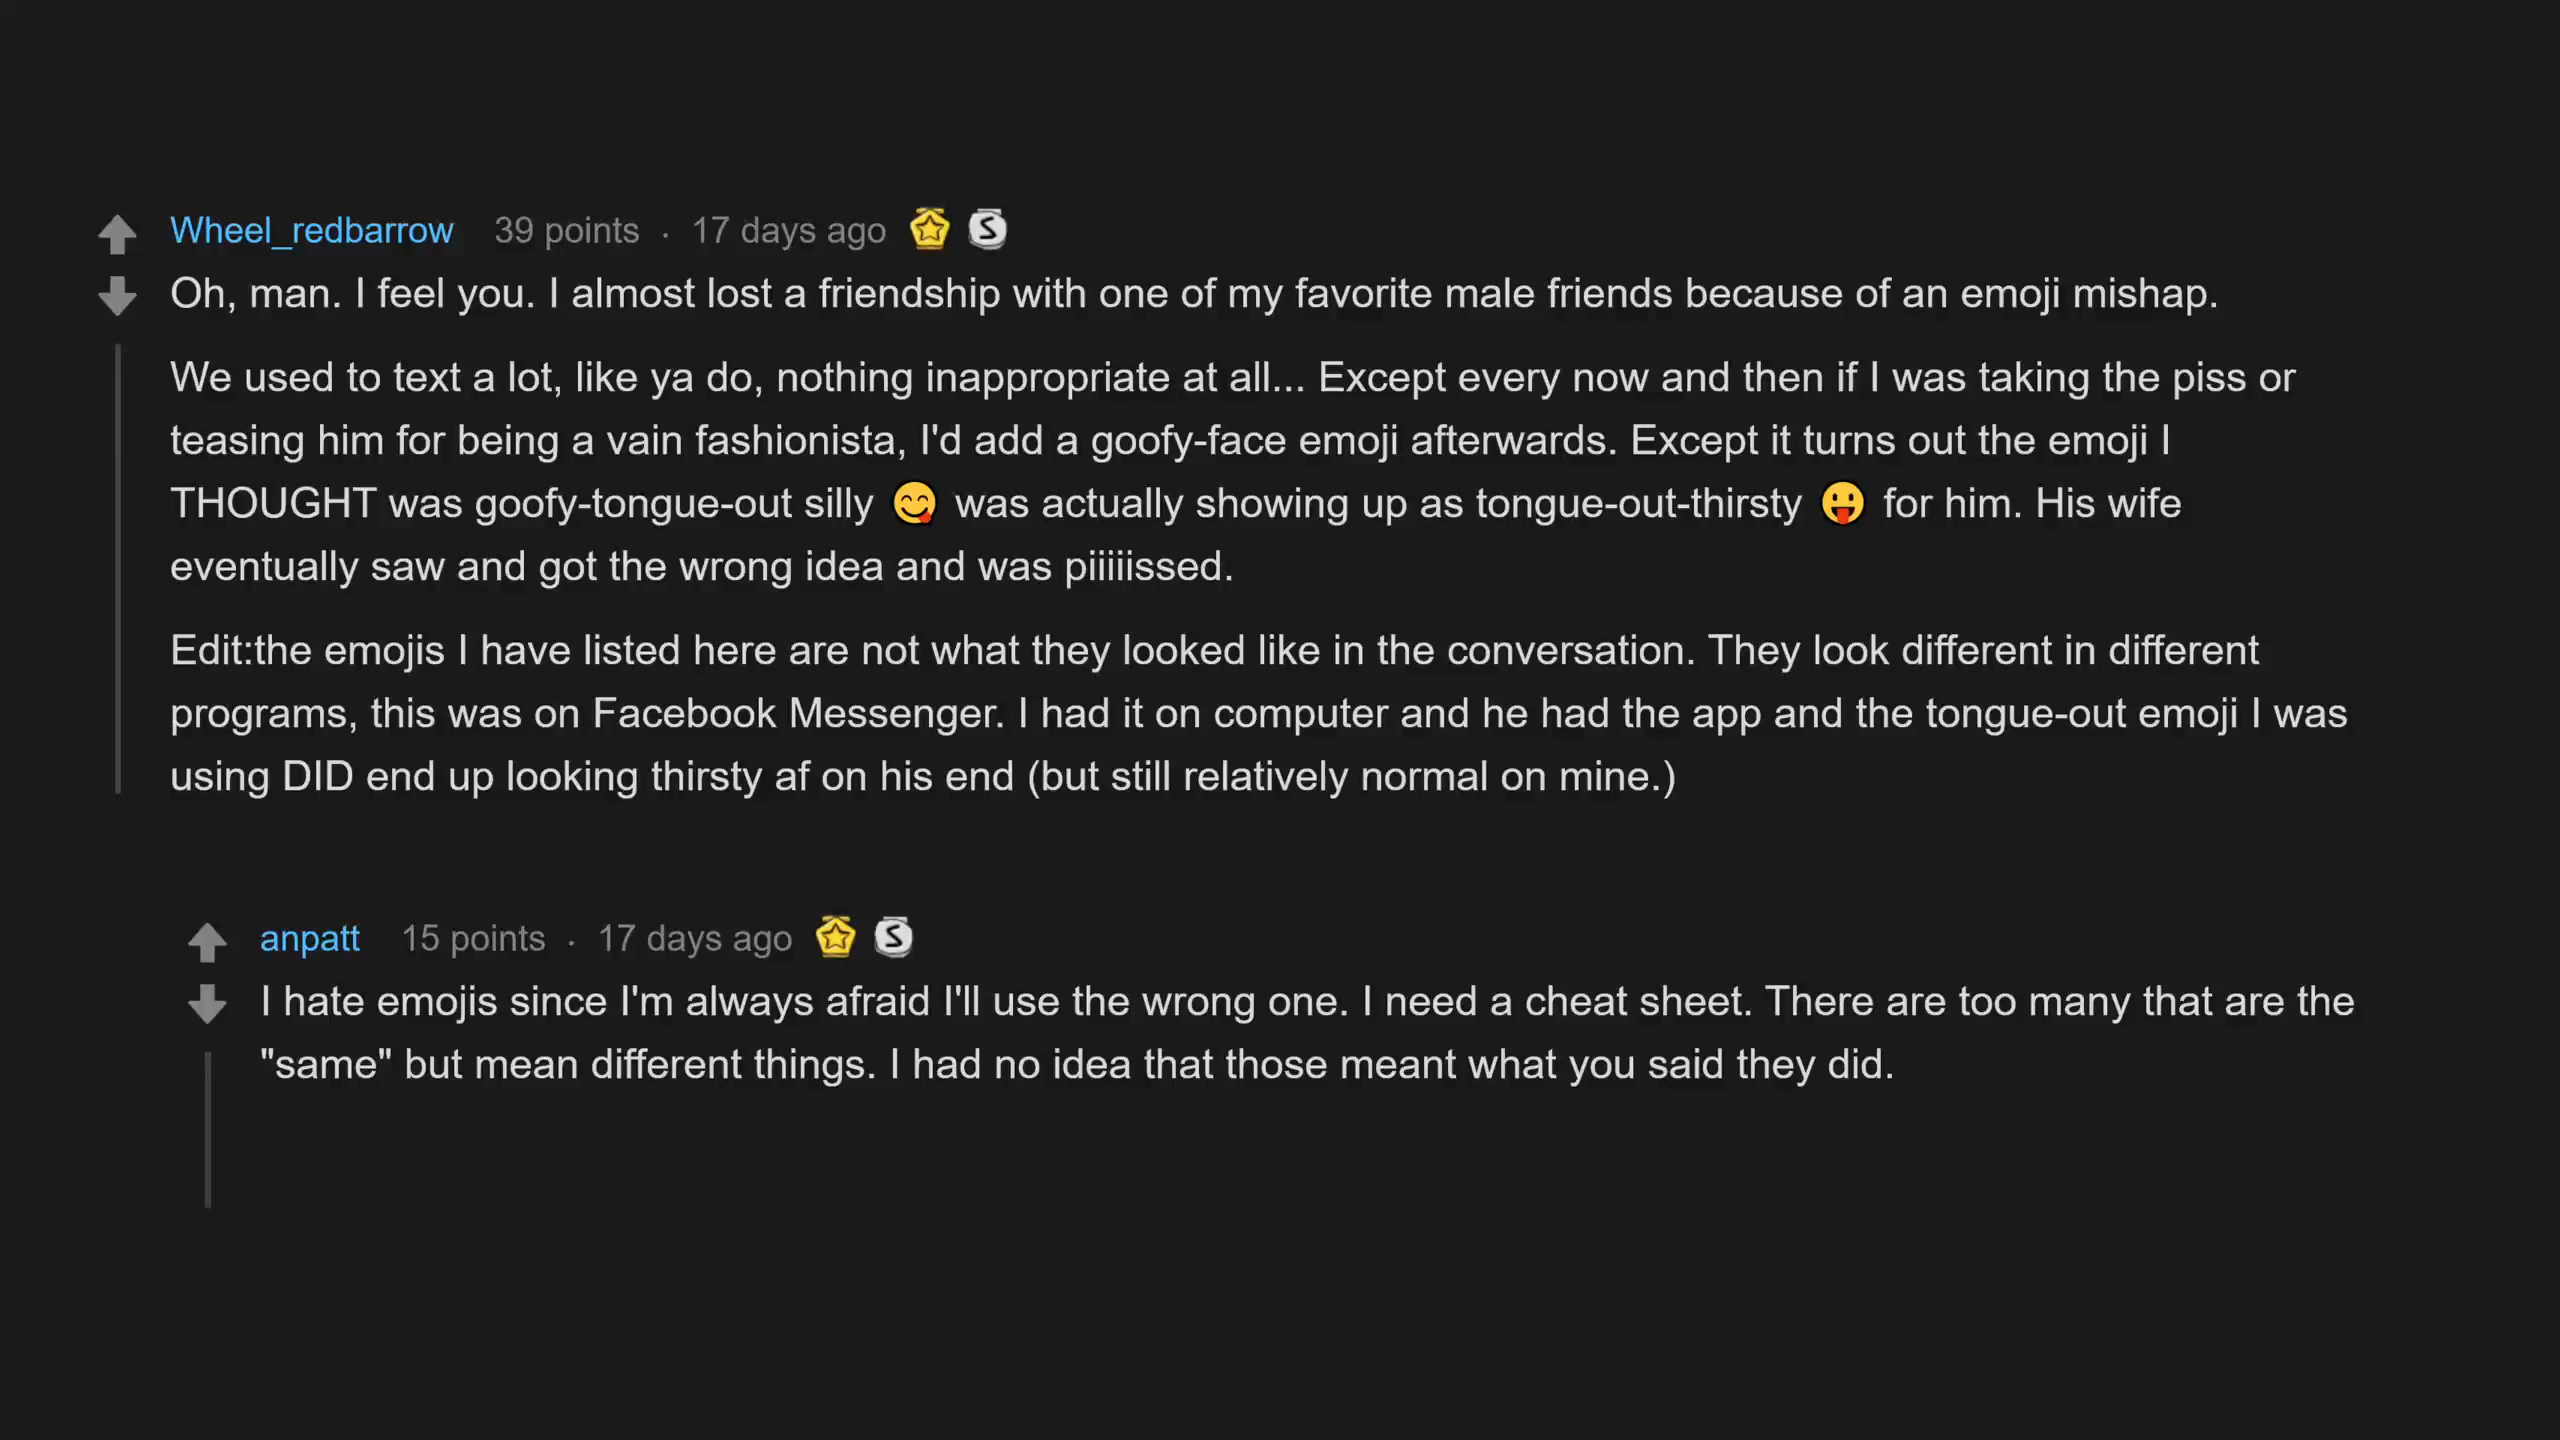 Wheel_redbarrow 39 points · 17 days ago
Oh, man. I feel you. I almost lost a friendship with one of my favorite male friends because of an emoji mishap.
We used to text a lot, like ya do, nothing inappropriate at all... Except every now and then if I was taking the piss or
teasing him for being a vain fashionista, I'd add a goofy-face emoji afterwards. Except it turns out the emoji I
THOUGHT was goofy-tongue-out silly 😋 was actually showing up as tongue-out-thirsty 😛 for him. His wife
eventually saw and got the wrong idea and was piiiiissed.
Edit:the emojis I have listed here are not what they looked like in the conversation. They look different in different
programs, this was on Facebook Messenger. I had it on computer and he had the app and the tongue-out emoji I was
using DID end up looking thirsty af on his end (but still relatively normal on mine.)
anpatt 15 points · 17 days ago
I hate emojis since I'm always afraid I'll use the wrong one. I need a cheat sheet. There are too many that are the
"same" but mean different things. I had no idea that those meant what you said they did.